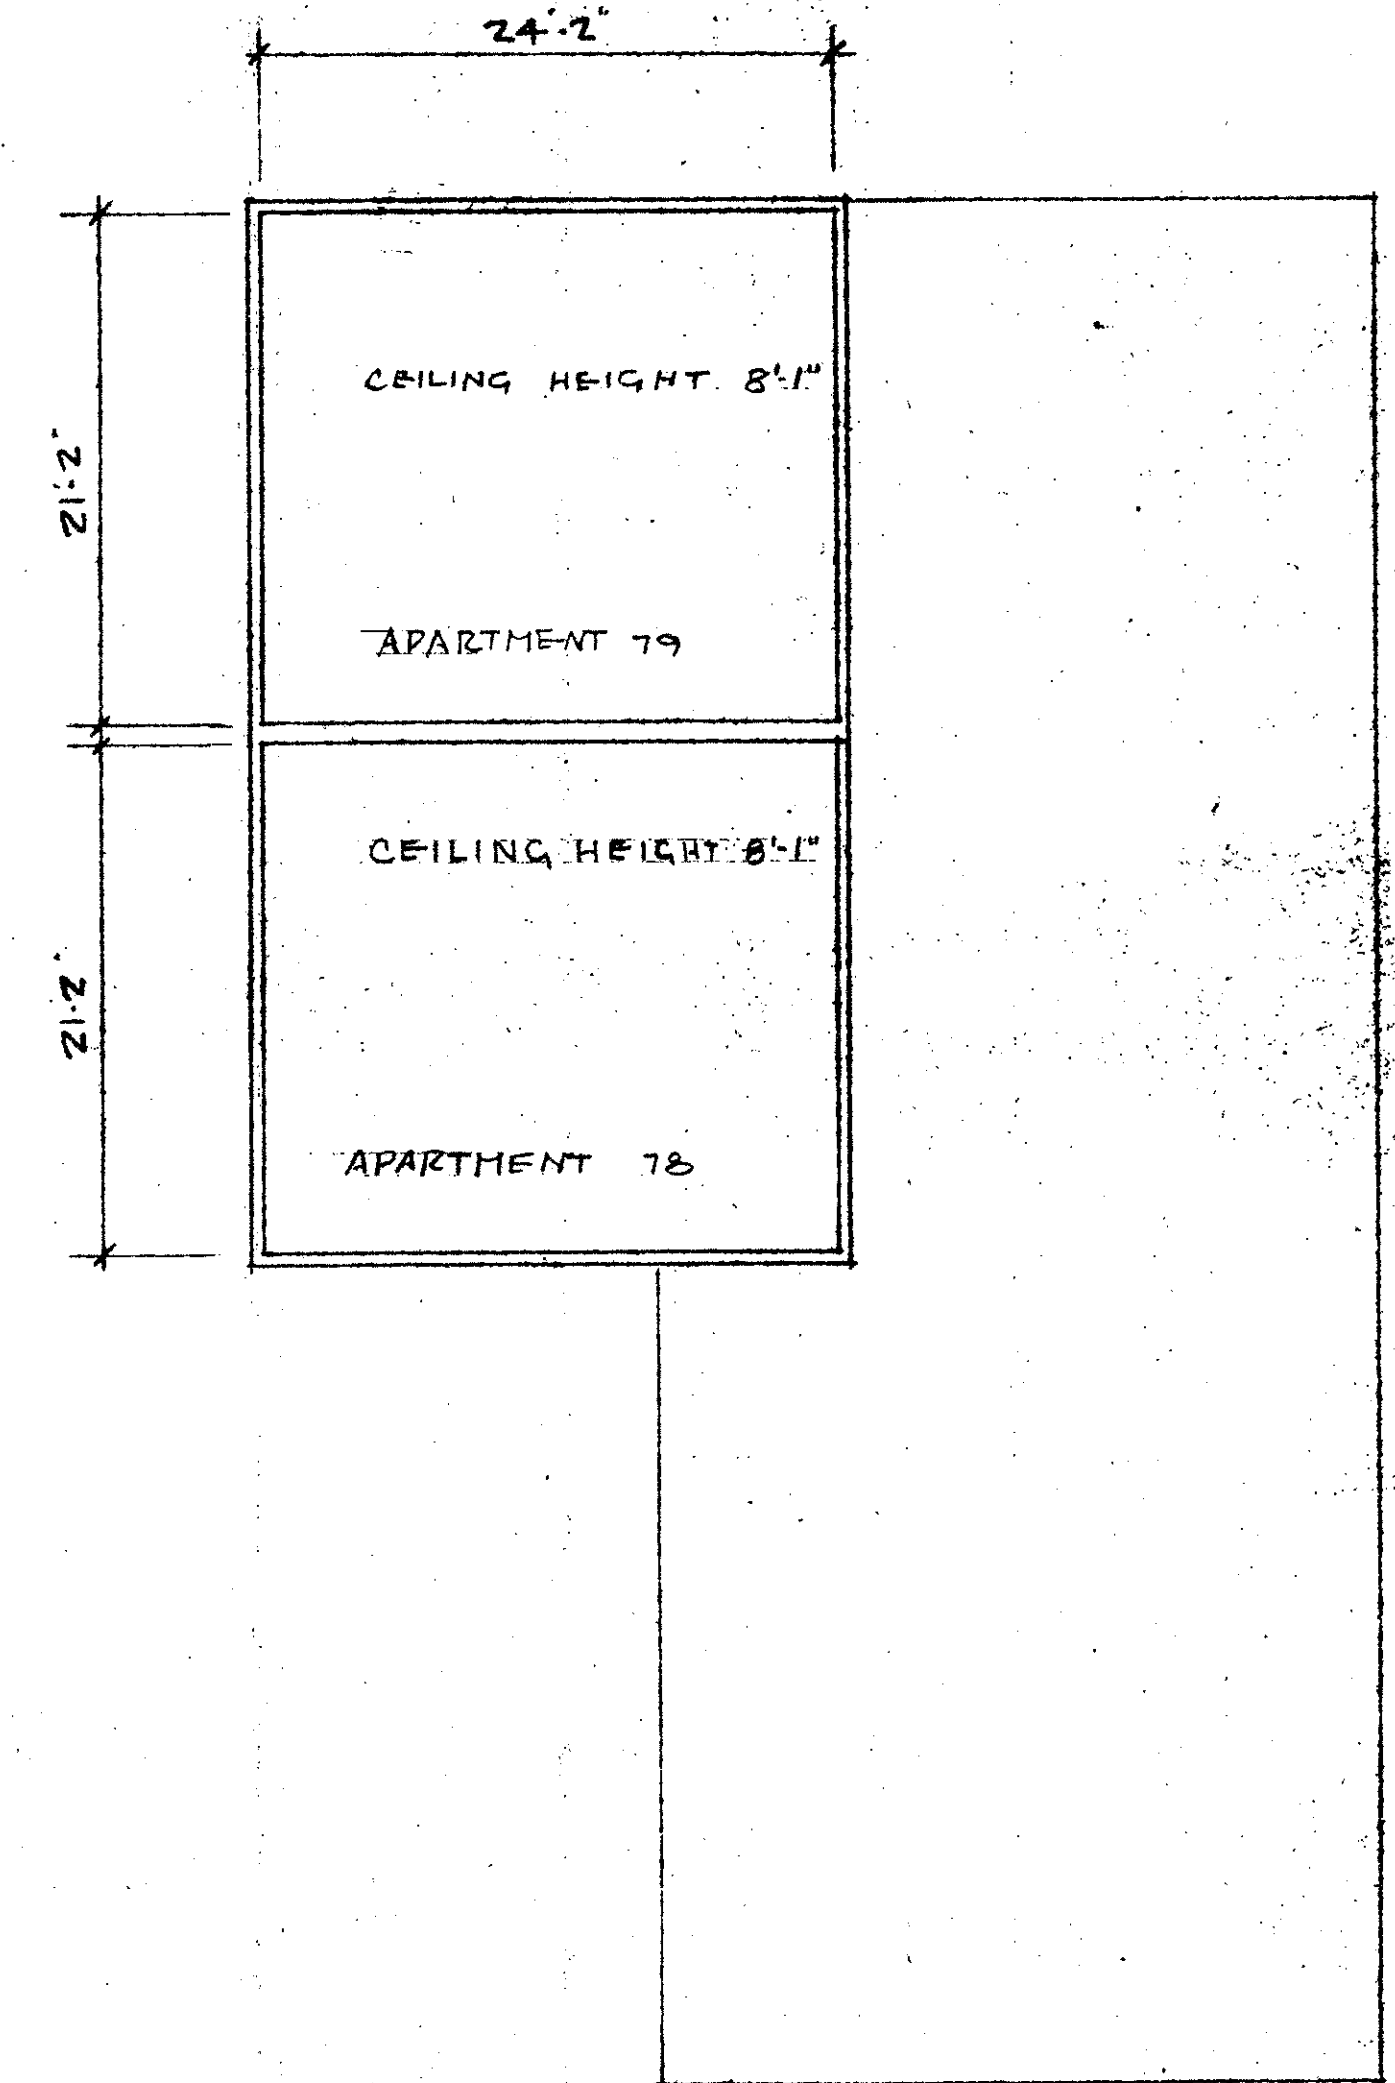 24'-2"
CEILING HEIGHT 8'-1"
21'-2"
APARTMENT 79
CEILING HEIGHT 8'-1"
21'-2"
APARTMENT 78